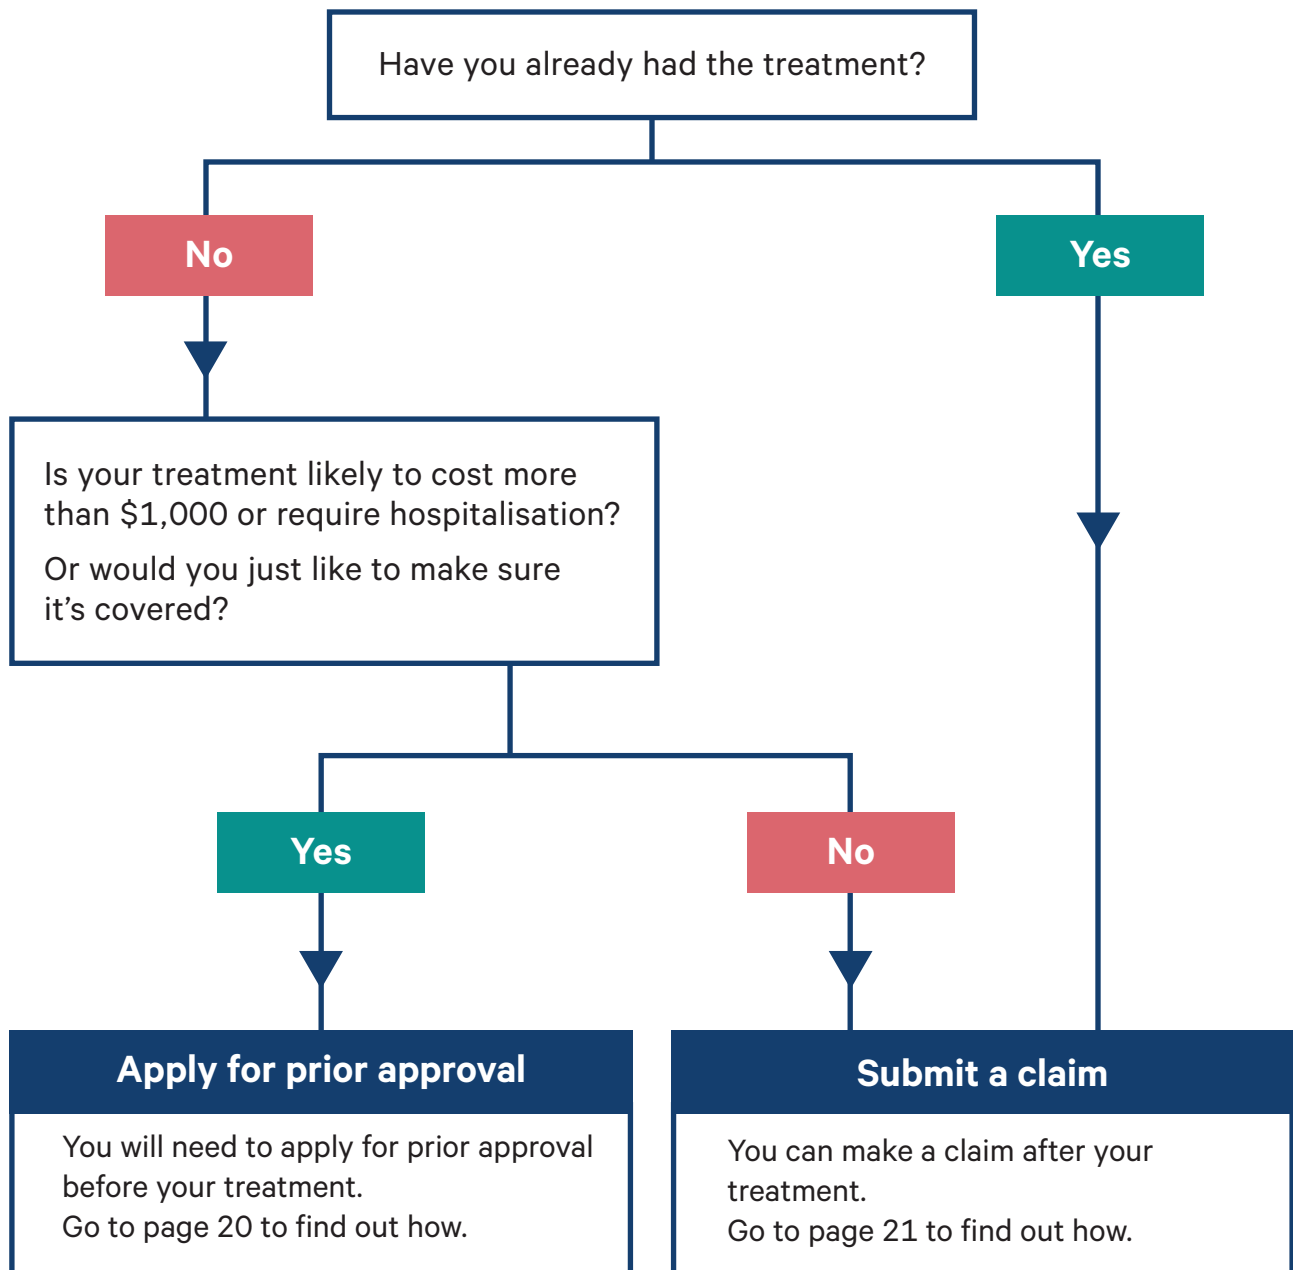 Have you already had the treatment?
No
Yes
Is your treatment likely to cost more
than $1,000 or require hospitalisation?
Or would you just like to make sure
it’s covered?
Yes
No
Apply for prior approval
You will need to apply for prior approval
before your treatment.
Go to page 20 to find out how.
Submit a claim
You can make a claim after your
treatment.
Go to page 21 to find out how.